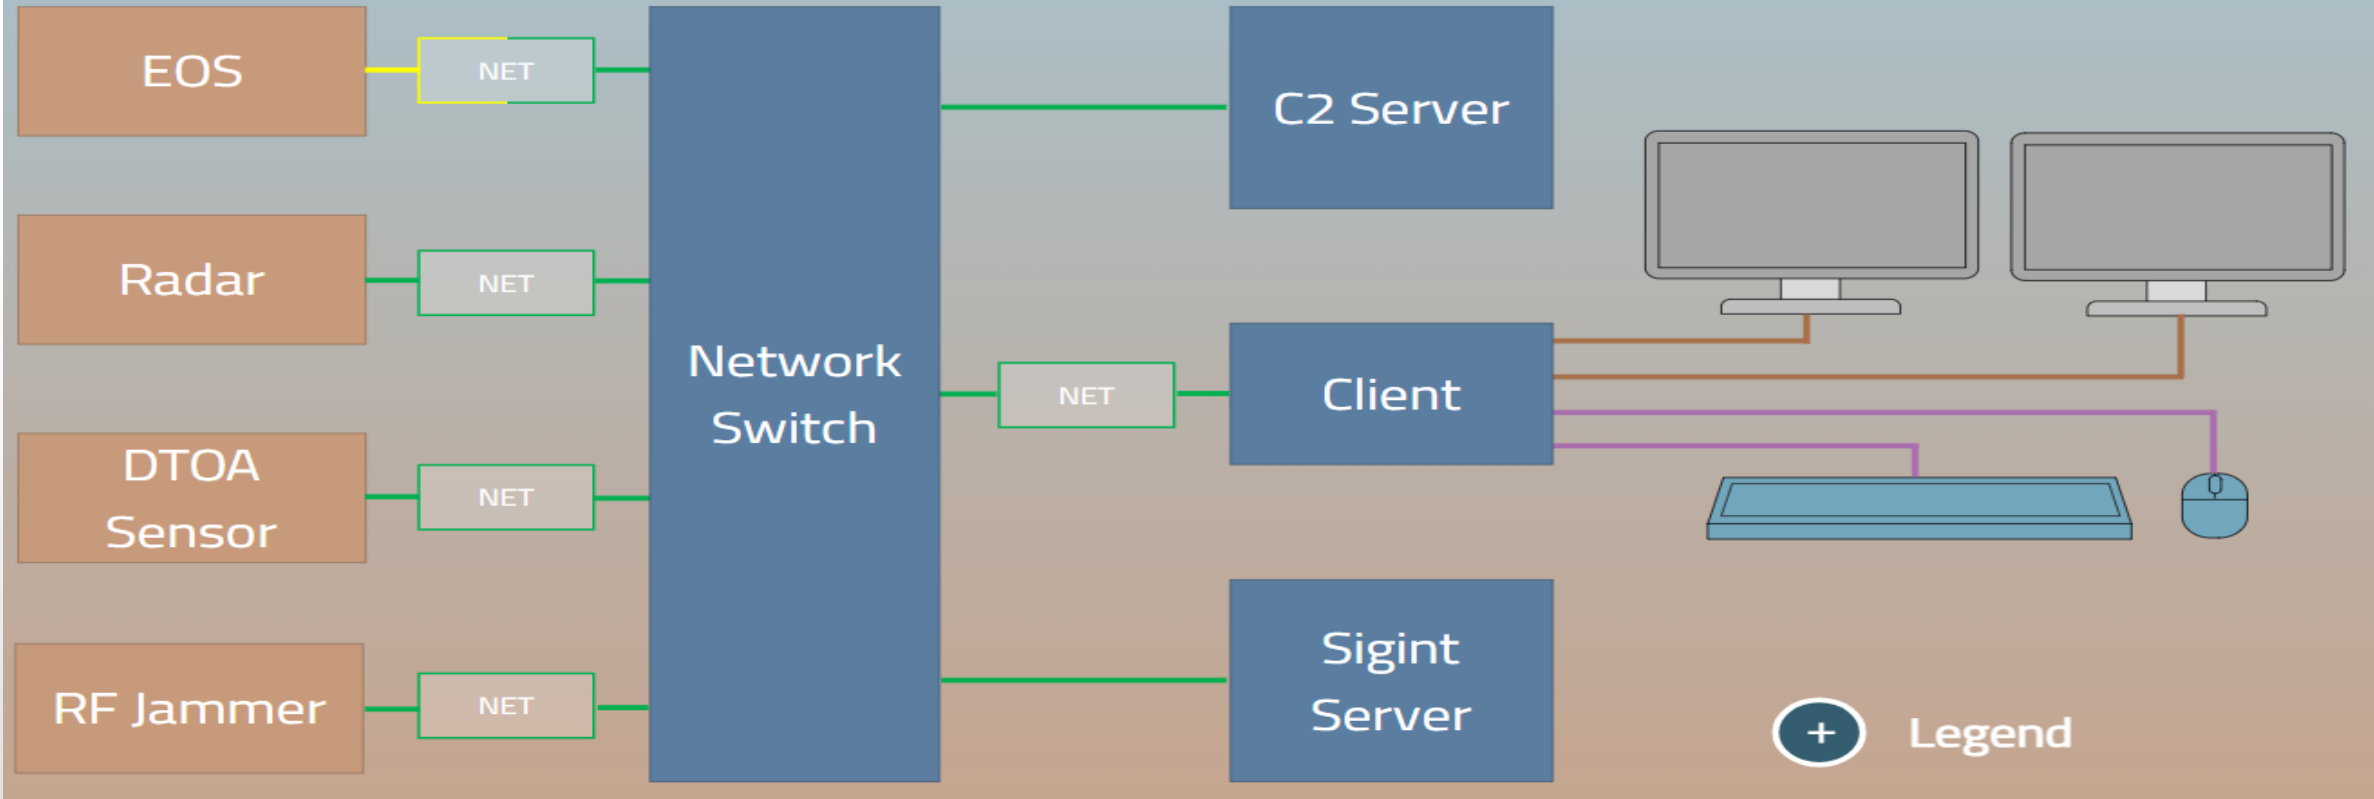 EOS
NET
Radar
NET
DTOA
Sensor
NET
RF Jammer
NET
Network
Switch
NET
C2 Server
Client
Sigint
Server
+
Legend